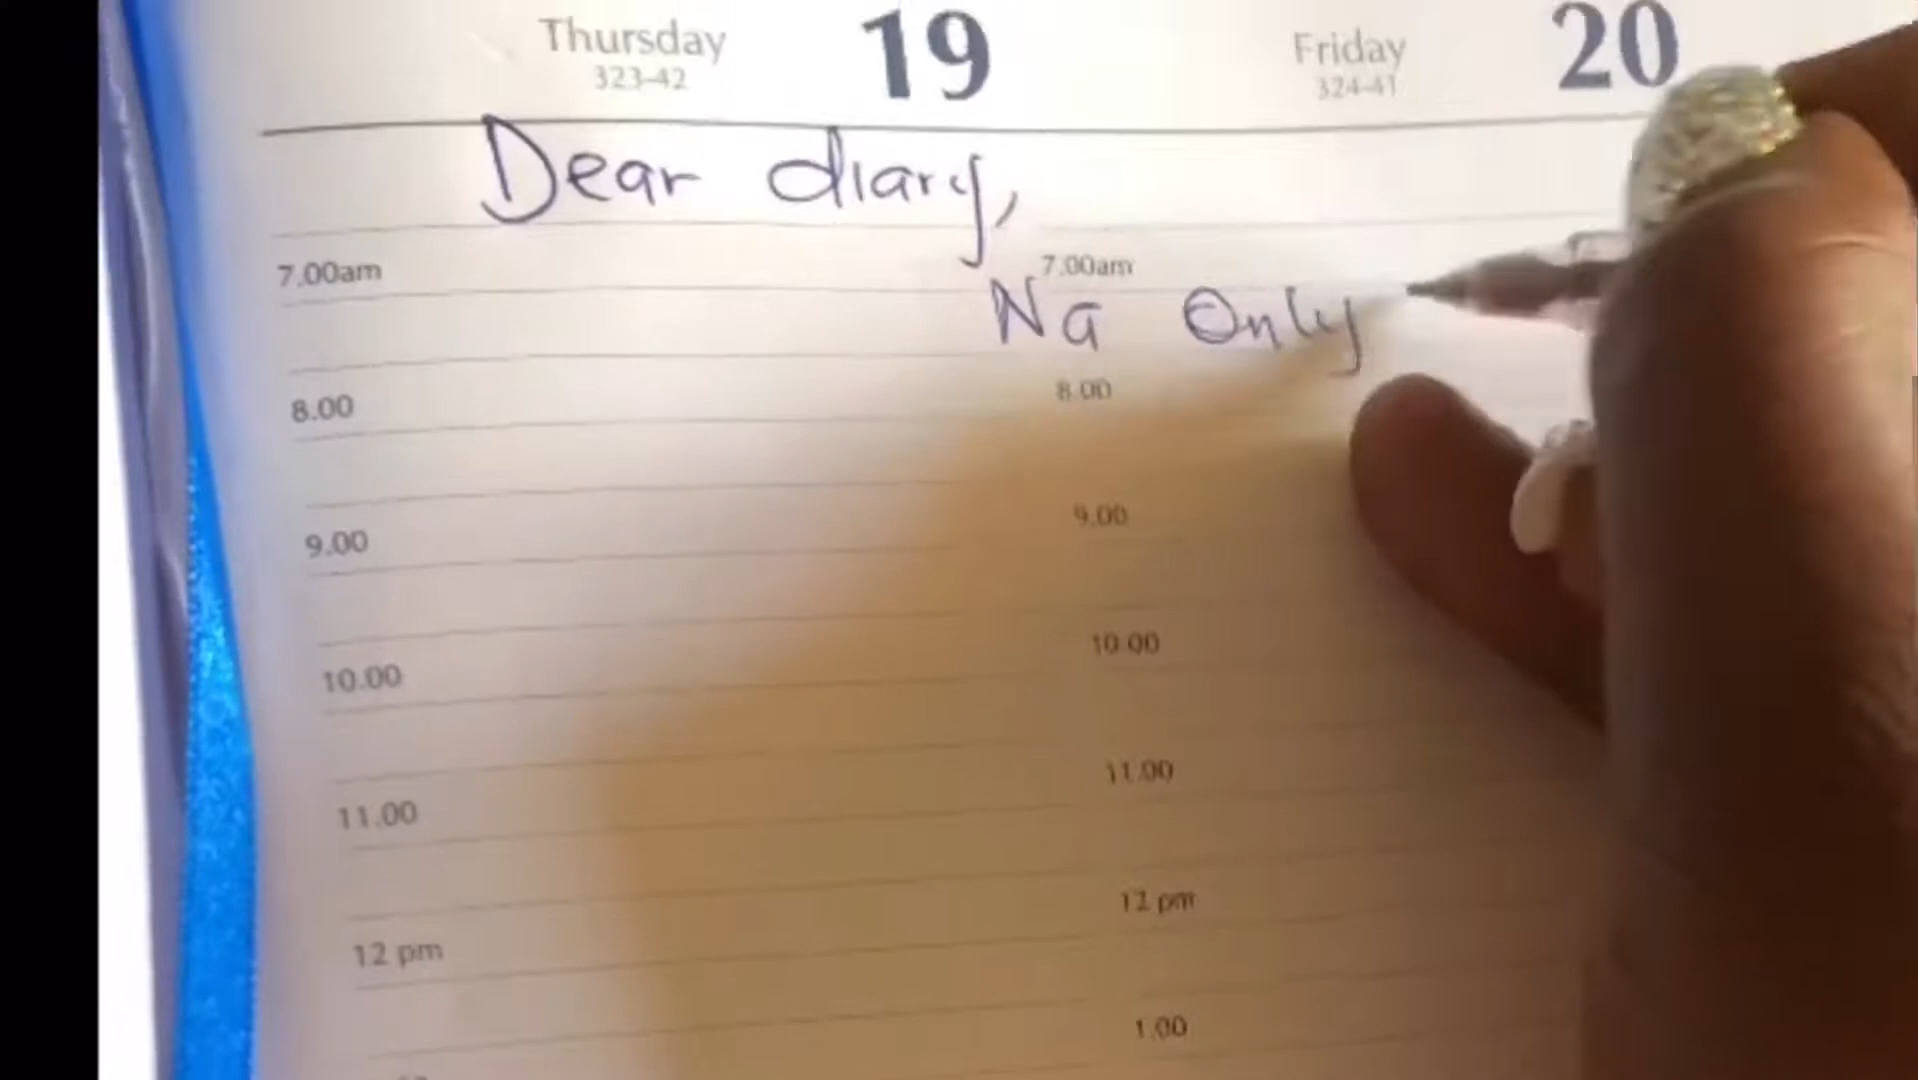 Thursday 19 Friday 20
323-42 324-41
Dear diary,
7.00am 7.00am
Na Only
8.00 8.00
9.00 9.00
10.00 10.00
11.00 11.00
12 pm 12 pm
1.00